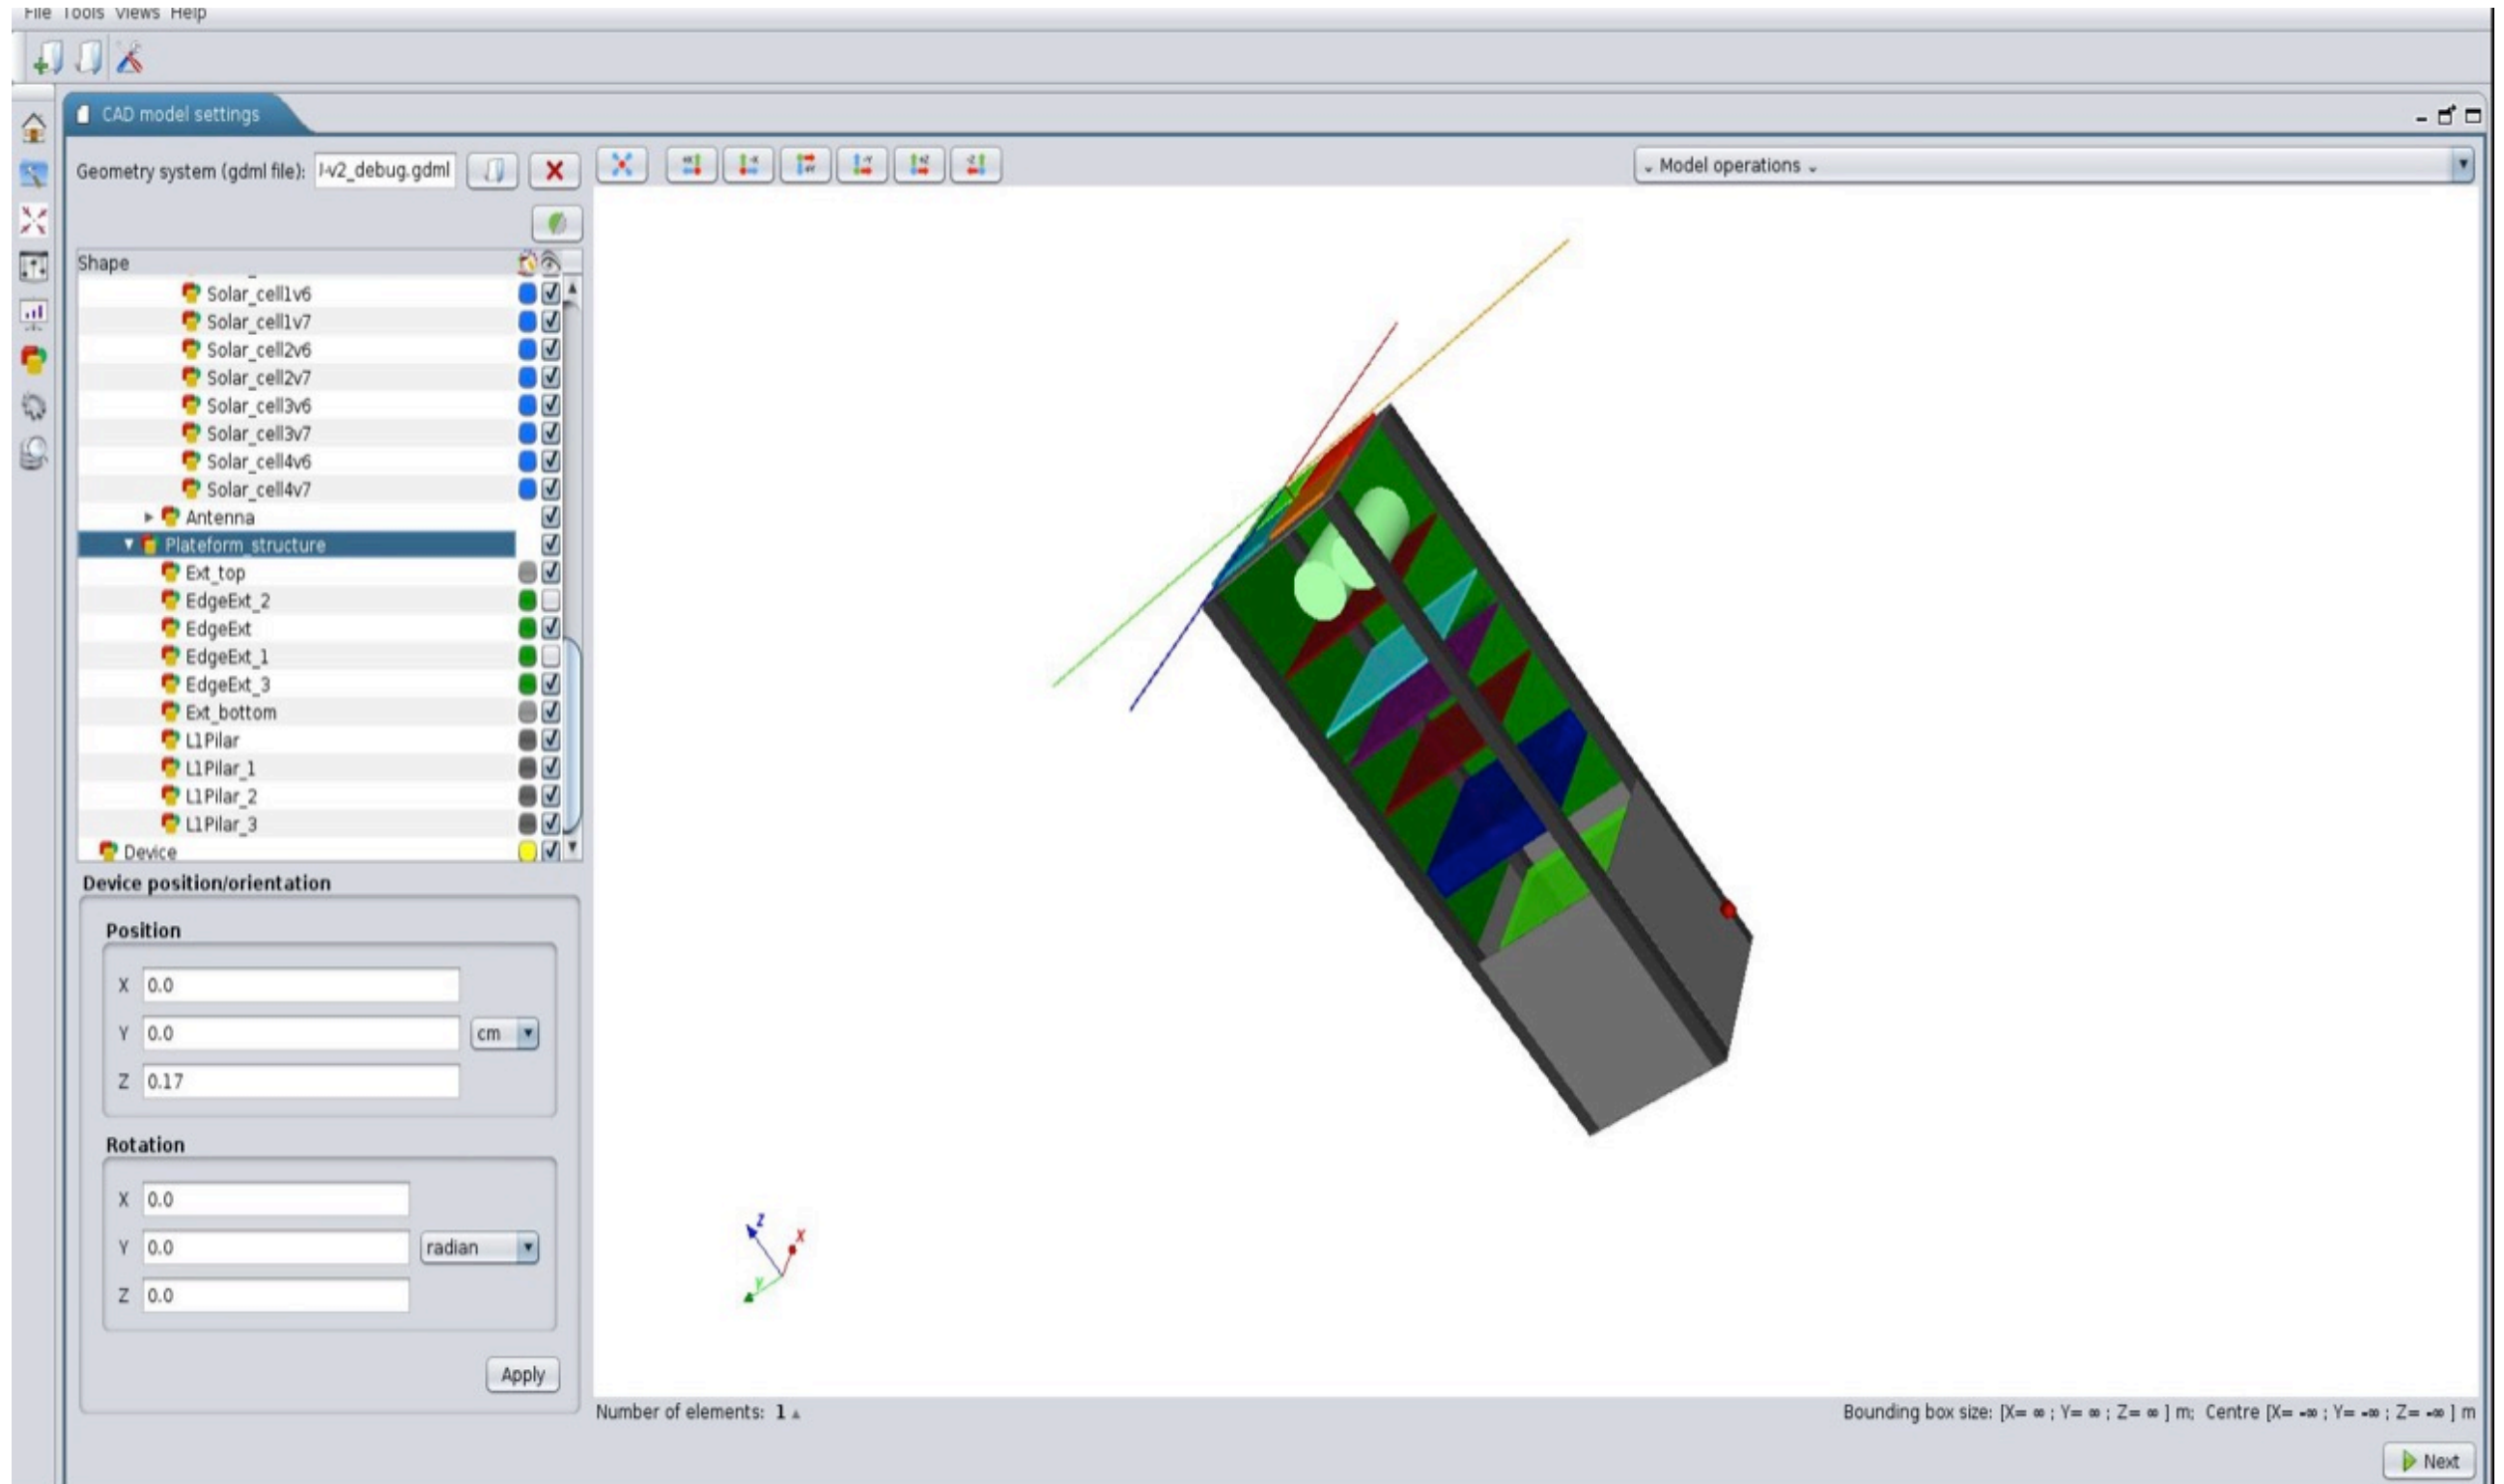 File Tools Views Help
CAD model settings
Geometry system (gdml file): l-v2_debug.gdml
Model operations
Shape
Solar_cell1v6
Solar_cell1v7
Solar_cell2v6
Solar_cell2v7
Solar_cell3v6
Solar_cell3v7
Solar_cell4v6
Solar_cell4v7
Antenna
Plateform_structure
Ext_top
EdgeExt_2
EdgeExt
EdgeExt_1
EdgeExt_3
Ext_bottom
L1Pilar
L1Pilar_1
L1Pilar_2
L1Pilar_3
Device
Device position/orientation
Position
X 0.0
Y 0.0 cm
Z 0.17
Rotation
X 0.0
Y 0.0 radian
Z 0.0
Apply
Z
X
Y
Number of elements: 1
Bounding box size: [X= ∞ ; Y= ∞ ; Z= ∞ ] m; Centre [X= -∞ ; Y= -∞ ; Z= -∞ ] m
Next